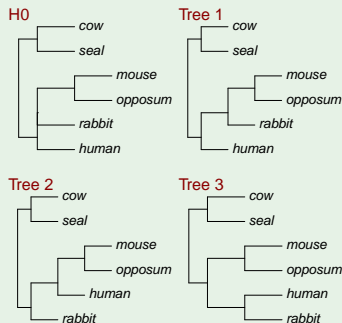 H0
cow
seal
mouse
opposum
rabbit
human
Tree 1
cow
seal
mouse
opposum
rabbit
human
Tree 2
cow
seal
mouse
opposum
human
rabbit
Tree 3
cow
seal
mouse
opposum
human
rabbit